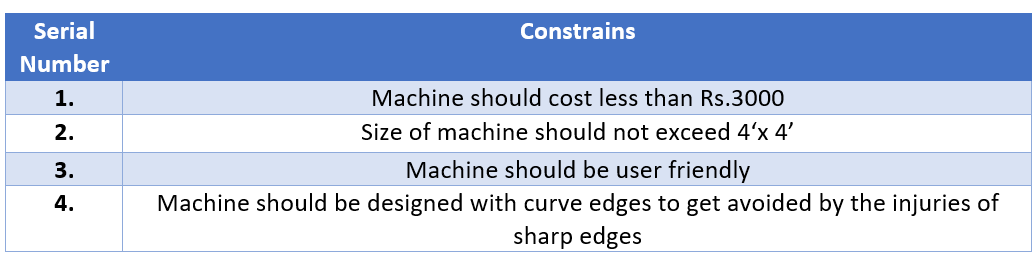 Serial Constrains
Number
1. Machine should cost less than Rs.3000
2. Size of machine should not exceed 4‘x 4’
3. Machine should be user friendly
4. Machine should be designed with curve edges to get avoided by the injuries of
sharp edges